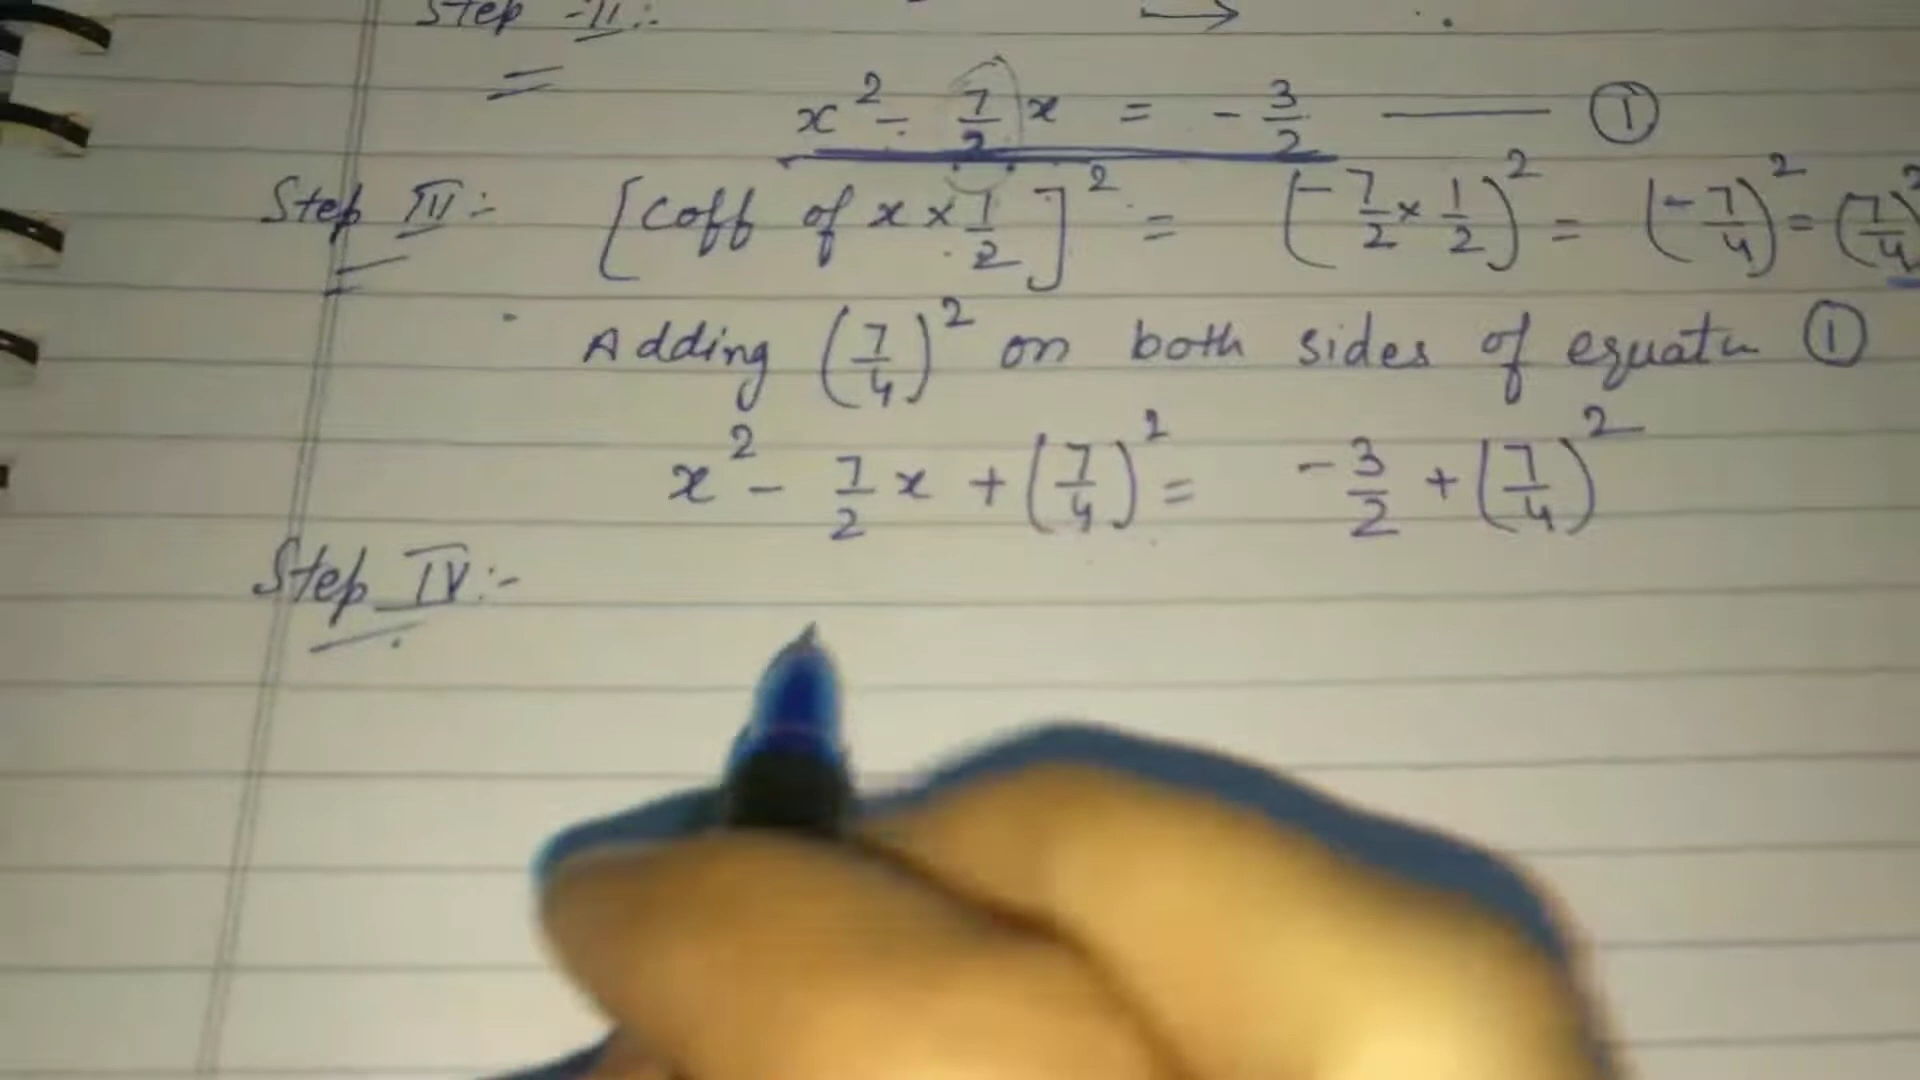 Step - II :-
x² - 7/2 x = - 3/2 ——— ①
Step III :- [Coff of x × 1/2]² = (- 7/2 × 1/2)² = (- 7/4)² = (7/4)²
Adding (7/4)² on both sides of equatn ①
x² - 7/2 x + (7/4)² = - 3/2 + (7/4)²
Step IV :-